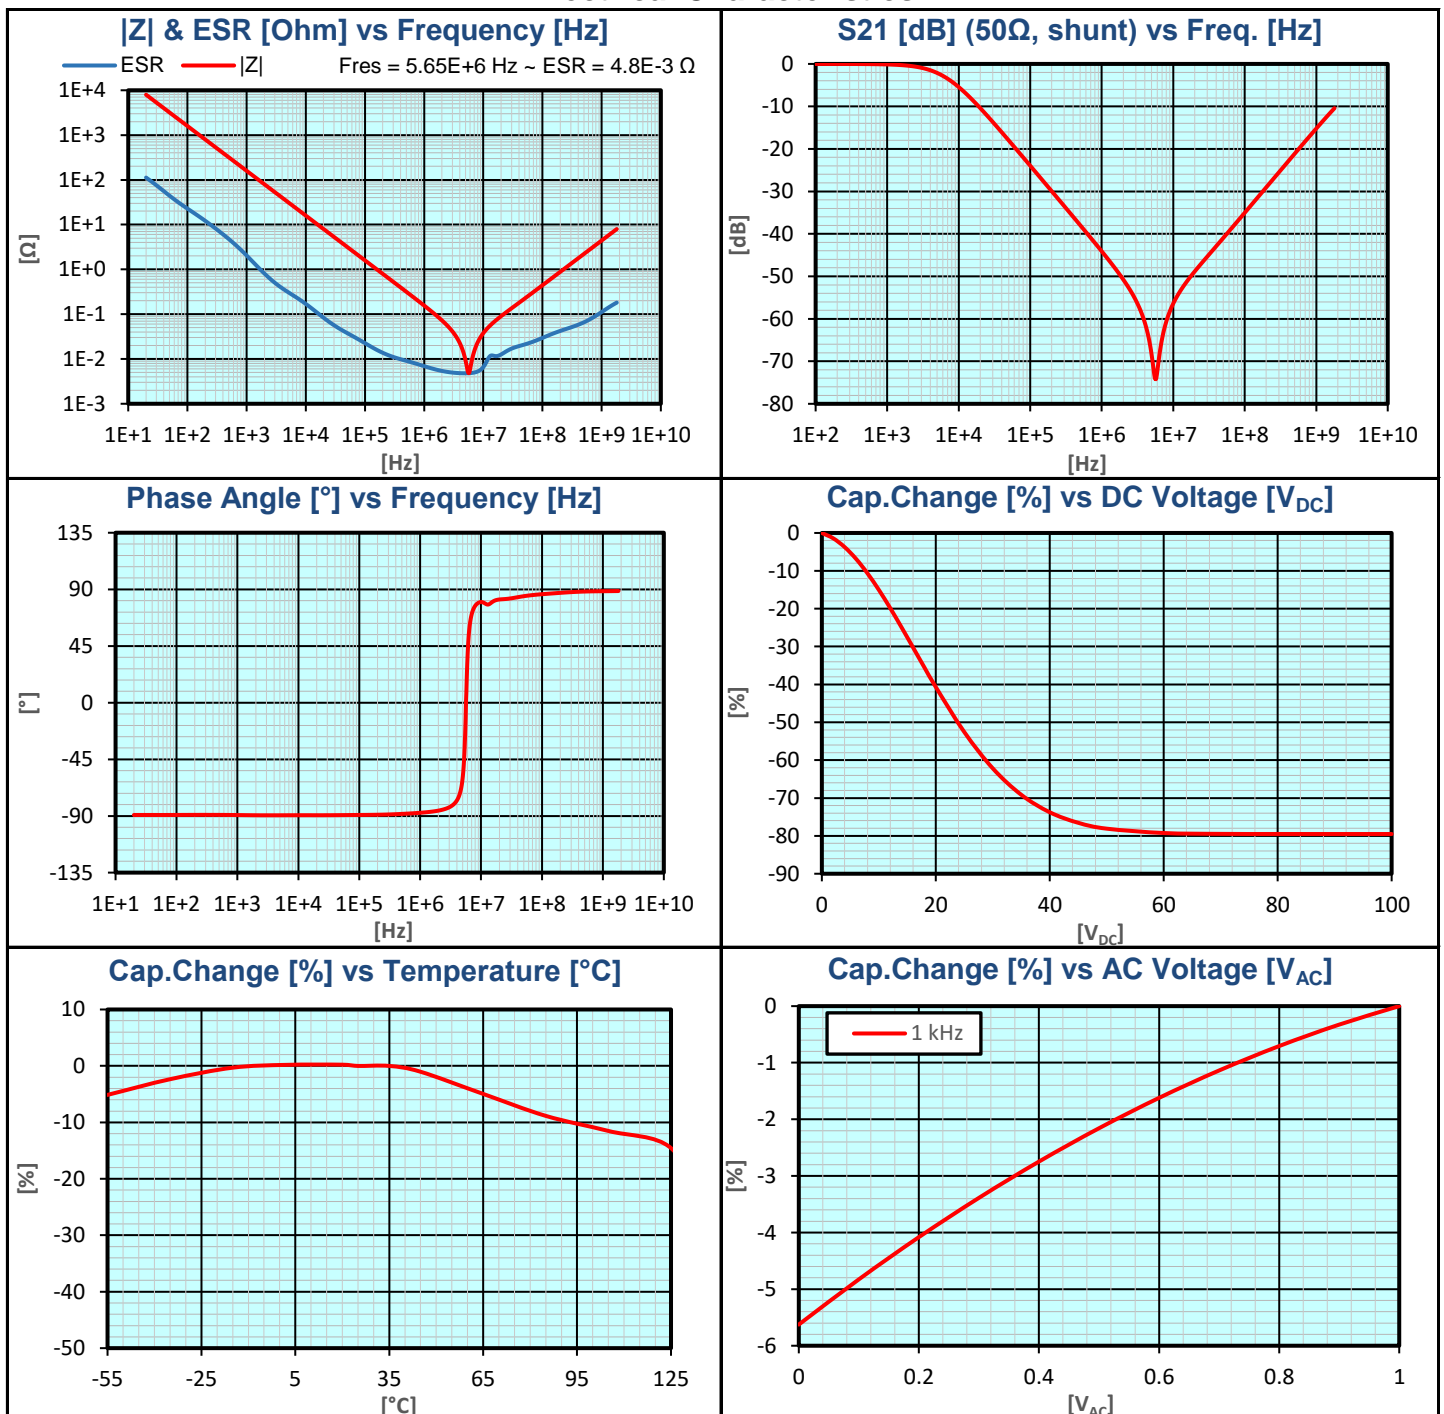 |Z| & ESR [Ohm] vs Frequency [Hz]
ESR |Z| Fres = 5.65E+6 Hz ~ ESR = 4.8E-3 Ω
1E+4
1E+3
1E+2
1E+1
1E+0
1E-1
1E-2
1E-3
[Ω]
1E+1 1E+2 1E+3 1E+4 1E+5 1E+6 1E+7 1E+8 1E+9 1E+10
[Hz]
S21 [dB] (50Ω, shunt) vs Freq. [Hz]
0
-10
-20
-30
-40
-50
-60
-70
-80
[dB]
1E+2 1E+3 1E+4 1E+5 1E+6 1E+7 1E+8 1E+9 1E+10
[Hz]
Phase Angle [°] vs Frequency [Hz]
135
90
45
0
-45
-90
-135
[°]
1E+1 1E+2 1E+3 1E+4 1E+5 1E+6 1E+7 1E+8 1E+9 1E+10
[Hz]
Cap.Change [%] vs DC Voltage [VDC]
0
-10
-20
-30
-40
-50
-60
-70
-80
-90
[%]
0 20 40 60 80 100
[VDC]
Cap.Change [%] vs Temperature [°C]
10
0
-10
-20
-30
-40
-50
[%]
-55 -25 5 35 65 95 125
[°C]
Cap.Change [%] vs AC Voltage [VAC]
1 kHz
0
-1
-2
-3
-4
-5
-6
[%]
0 0.2 0.4 0.6 0.8 1
[VAC]